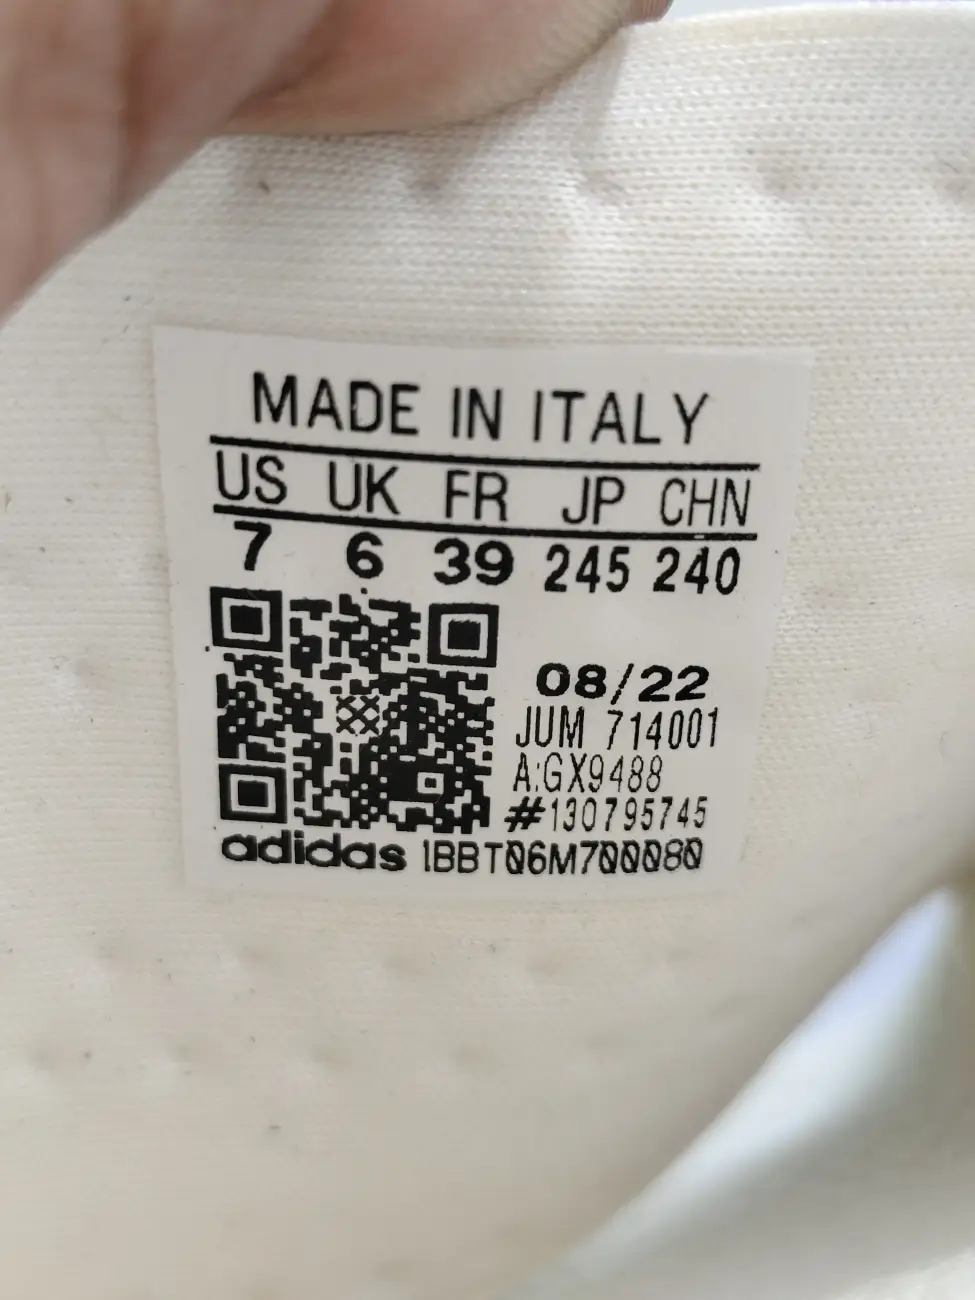 MADE IN ITALY
US UK FR JP CHN
7 6 39 245 240
08/22
JUM 714001
A:GX9488
#130795745
adidas 1BBT06M700080